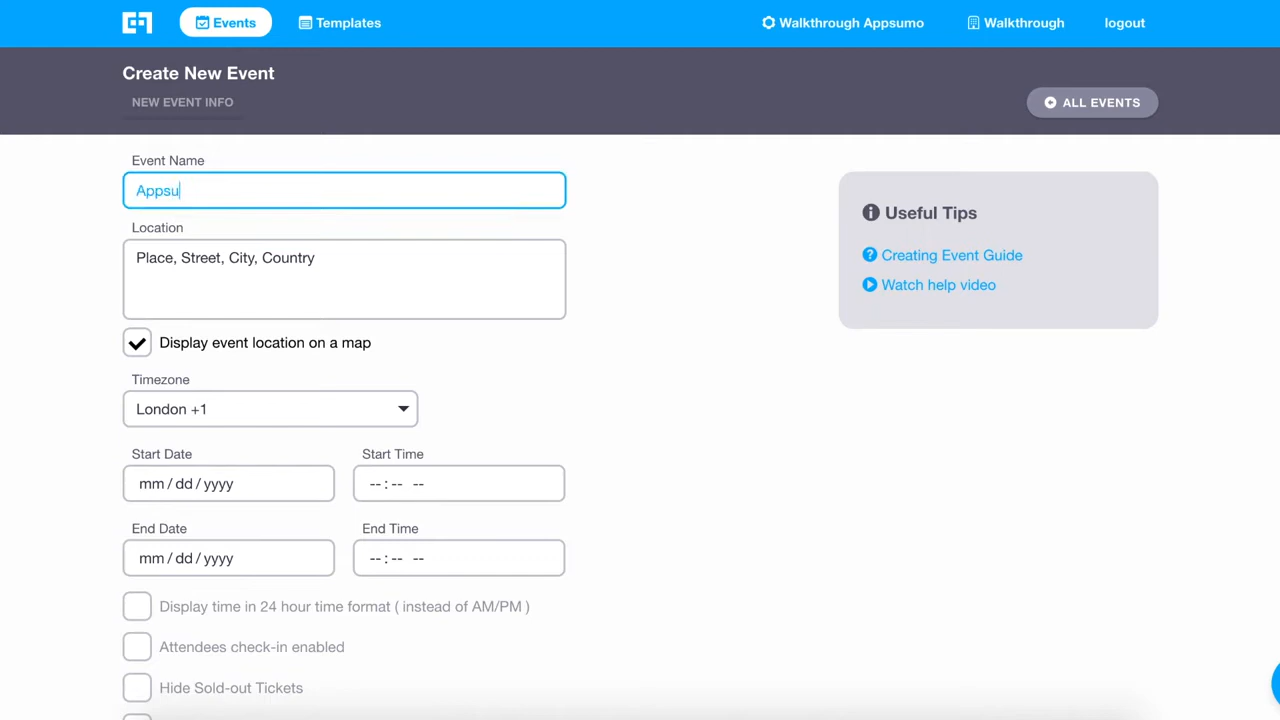 Events
Templates
Walkthrough Appsumo
Walkthrough
logout
Create New Event
NEW EVENT INFO
ALL EVENTS
Event Name
Appsu
Location
Place, Street, City, Country
Display event location on a map
Timezone
London +1
Start Date
Start Time
mm / dd / yyyy
-- : -- --
End Date
End Time
mm / dd / yyyy
-- : -- --
Display time in 24 hour time format ( instead of AM/PM )
Attendees check-in enabled
Hide Sold-out Tickets
Useful Tips
Creating Event Guide
Watch help video